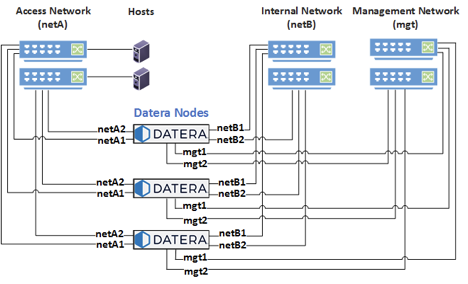 Access Network
(netA)
Hosts
Internal Network
(netB)
Management Network
(mgt)
Datera Nodes
netA2
netA1
DATERA
netB1
netB2
mgt1
mgt2
netA2
netA1
DATERA
netB1
netB2
mgt1
mgt2
netA2
netA1
DATERA
netB1
netB2
mgt1
mgt2